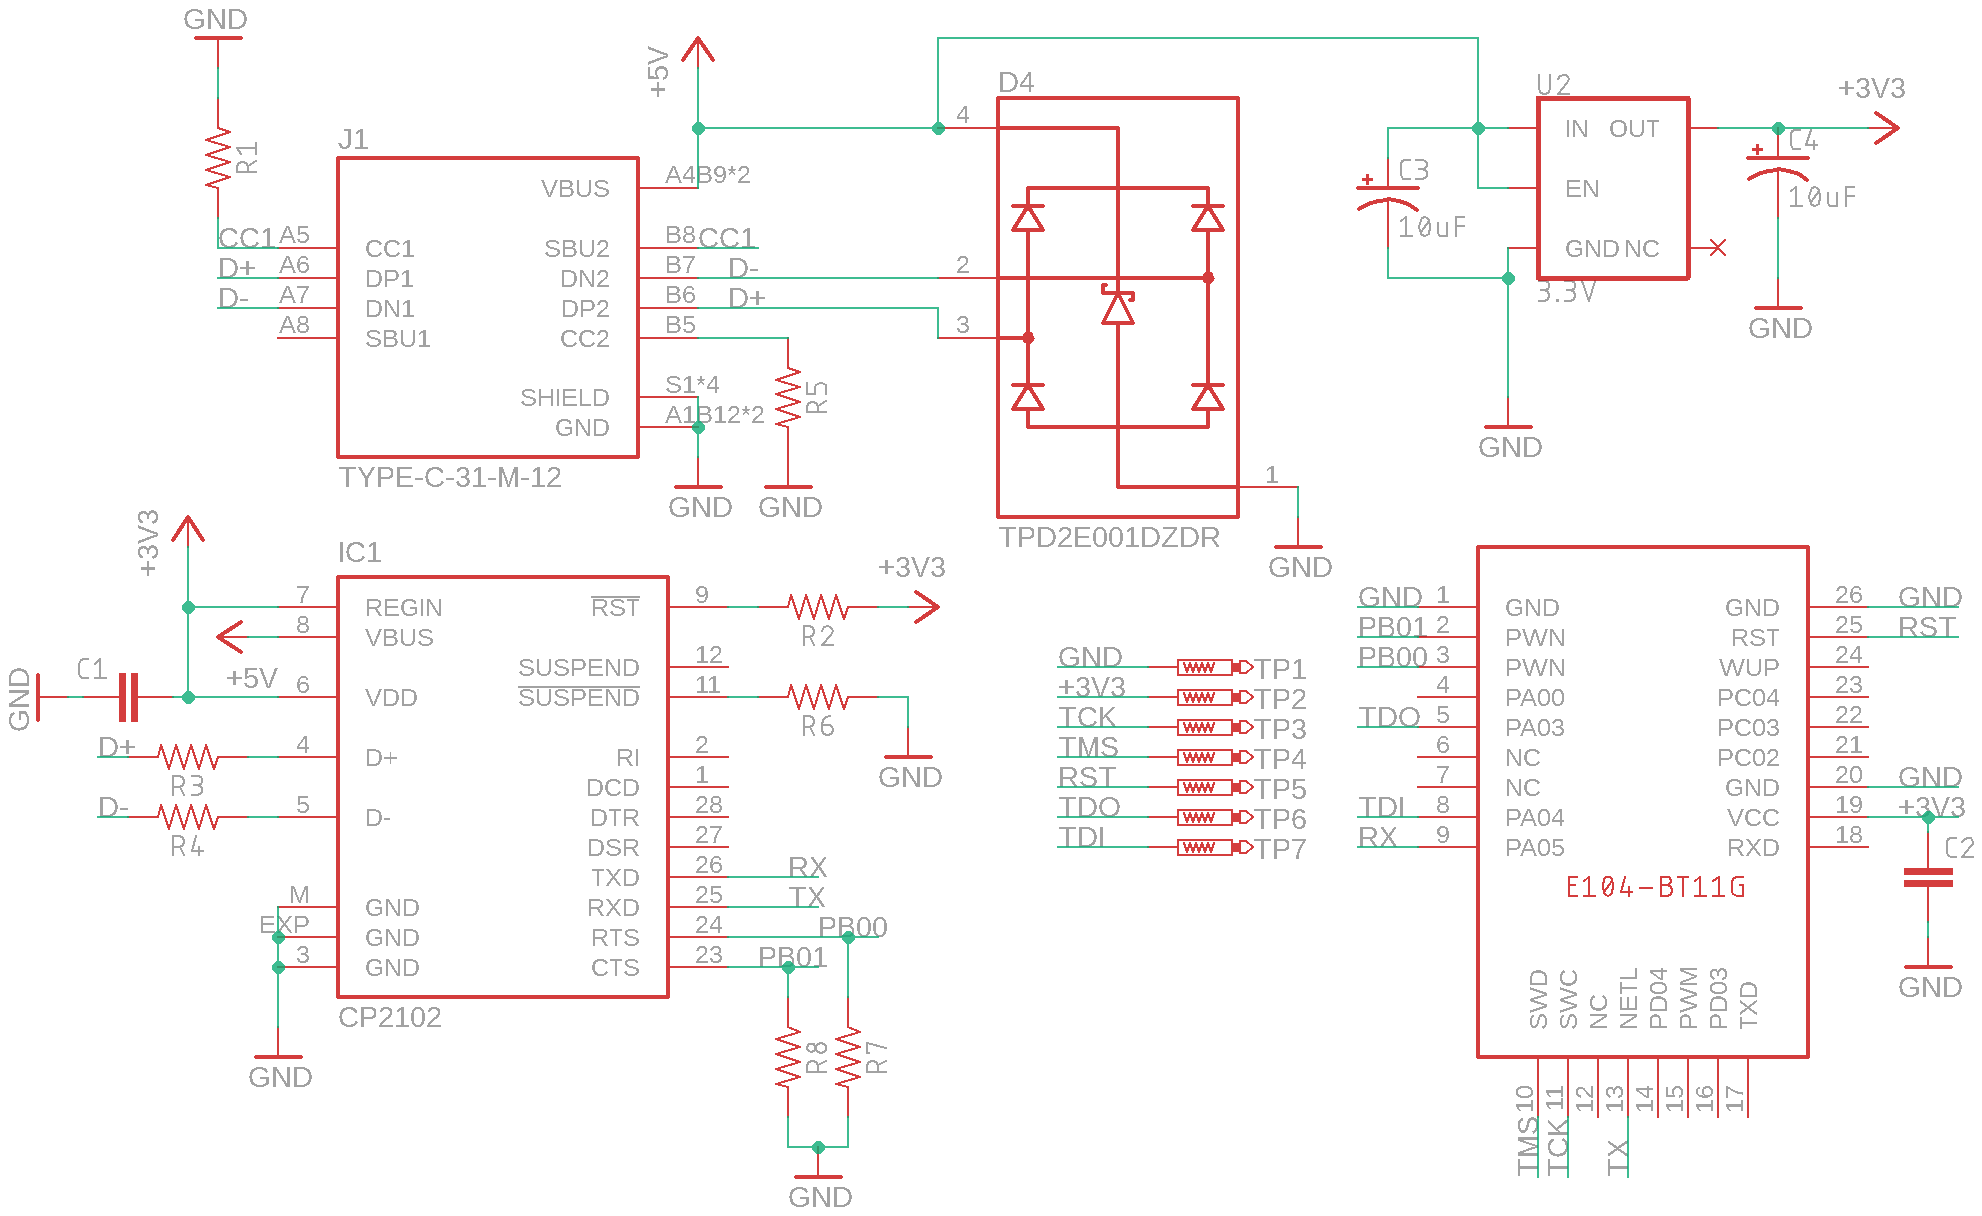 GND
R1
+5V
J1
TYPE-C-31-M-12
VBUS
CC1
DP1
DN1
SBU1
SBU2
DN2
DP2
CC2
SHIELD
GND
CC1 A5
D+ A6
D- A7
A8
A4B9*2
B8 CC1
B7 D-
B6 D+
B5
S1*4
A1B12*2
R5
GND
GND
D4
4
2
3
1
TPD2E001DZDR
GND
U2
IN OUT
EN
GND NC
3.3V
C3
10uF
C4
10uF
+3V3
GND
GND
+3V3
GND
C1
+5V
IC1
CP2102
7 REGIN
8 VBUS
6 VDD
D+ R3 4 D+
D- R4 5 D-
M GND
EXP GND
3 GND
GND
RST 9
R2
+3V3
SUSPEND 12
SUSPEND 11
R6
GND
RI 2
DCD 1
DTR 28
DSR 27
TXD 26 RX
RXD 25 TX
RTS 24 PB00
CTS 23 PB01
R8
R7
GND
GND TP1
+3V3 TP2
TCK TP3
TMS TP4
RST TP5
TDO TP6
TDI TP7
GND 1 GND
PB01 2 PWN
PB00 3 PWN
4 PA00
TDO 5 PA03
6 NC
7 NC
TDI 8 PA04
RX 9 PA05
GND 26 GND
RST 25 RST
WUP 24
PC04 23
PC03 22
PC02 21
GND 20 GND
VCC 19 +3V3
RXD 18
C2
GND
E104-BT11G
SWD
SWC
NC
NETL
PD04
PWM
PD03
TXD
10
11
12
13
14
15
16
17
TMS
TCK
TX